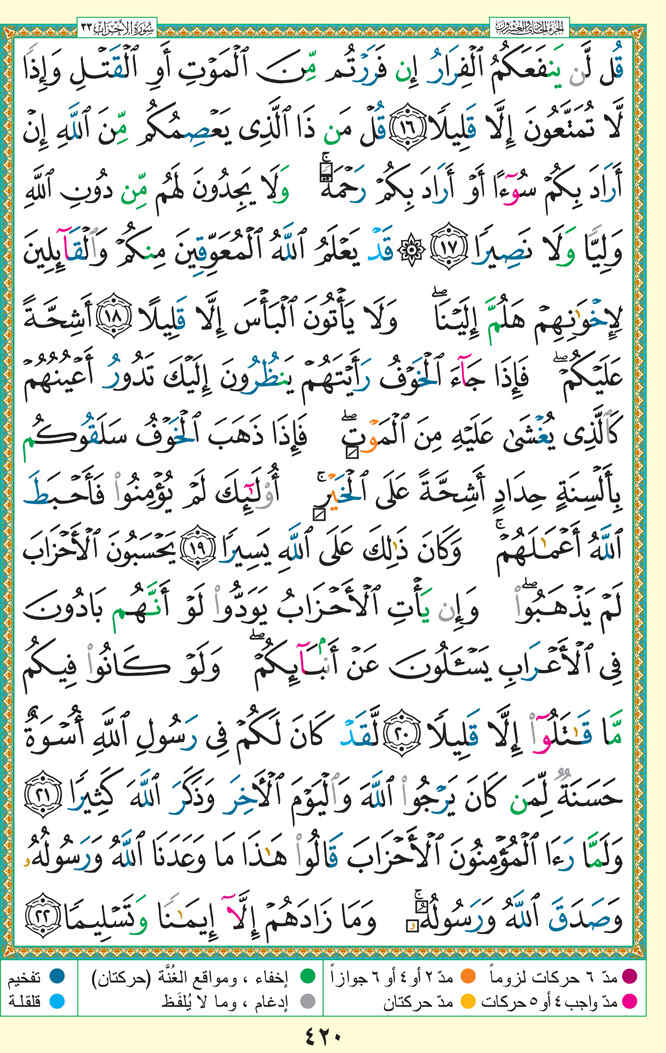 سُورَةُ الأَحْزَابِ ٣٣
الجزء الحادي والعشرون
قُل لَّن يَنفَعَكُمُ ٱلْفِرَارُ إِن فَرَرْتُم مِّنَ ٱلْمَوْتِ أَوِ ٱلْقَتْلِ وَإِذًا
لَّا تُمَتَّعُونَ إِلَّا قَلِيلًا ﴿١٦﴾ قُلْ مَن ذَا ٱلَّذِى يَعْصِمُكُم مِّنَ ٱللَّهِ إِنْ
أَرَادَ بِكُمْ سُوٓءًا أَوْ أَرَادَ بِكُمْ رَحْمَةً ۚ وَلَا يَجِدُونَ لَهُم مِّن دُونِ ٱللَّهِ
وَلِيًّا وَلَا نَصِيرًا ﴿١٧﴾ ۞ قَدْ يَعْلَمُ ٱللَّهُ ٱلْمُعَوِّقِينَ مِنكُمْ وَٱلْقَآئِلِينَ
لِإِخْوَٰنِهِمْ هَلُمَّ إِلَيْنَا ۖ وَلَا يَأْتُونَ ٱلْبَأْسَ إِلَّا قَلِيلًا ﴿١٨﴾ أَشِحَّةً
عَلَيْكُمْ ۖ فَإِذَا جَآءَ ٱلْخَوْفُ رَأَيْتَهُمْ يَنظُرُونَ إِلَيْكَ تَدُورُ أَعْيُنُهُمْ
كَٱلَّذِى يُغْشَىٰ عَلَيْهِ مِنَ ٱلْمَوْتِ ۖ فَإِذَا ذَهَبَ ٱلْخَوْفُ سَلَقُوكُم
بِأَلْسِنَةٍ حِدَادٍ أَشِحَّةً عَلَى ٱلْخَيْرِ ۚ أُو۟لَٰٓئِكَ لَمْ يُؤْمِنُوا۟ فَأَحْبَطَ
ٱللَّهُ أَعْمَٰلَهُمْ ۚ وَكَانَ ذَٰلِكَ عَلَى ٱللَّهِ يَسِيرًا ﴿١٩﴾ يَحْسَبُونَ ٱلْأَحْزَابَ
لَمْ يَذْهَبُوا۟ ۖ وَإِن يَأْتِ ٱلْأَحْزَابُ يَوَدُّوا۟ لَوْ أَنَّهُم بَادُونَ
فِى ٱلْأَعْرَابِ يَسْـَٔلُونَ عَنْ أَنۢبَآئِكُمْ ۖ وَلَوْ كَانُوا۟ فِيكُم
مَّا قَٰتَلُوٓا۟ إِلَّا قَلِيلًا ﴿٢٠﴾ لَّقَدْ كَانَ لَكُمْ فِى رَسُولِ ٱللَّهِ أُسْوَةٌ
حَسَنَةٌ لِّمَن كَانَ يَرْجُوا۟ ٱللَّهَ وَٱلْيَوْمَ ٱلْءَاخِرَ وَذَكَرَ ٱللَّهَ كَثِيرًا ﴿٢١﴾
وَلَمَّا رَءَا ٱلْمُؤْمِنُونَ ٱلْأَحْزَابَ قَالُوا۟ هَٰذَا مَا وَعَدَنَا ٱللَّهُ وَرَسُولُهُۥ
وَصَدَقَ ٱللَّهُ وَرَسُولُهُۥ ۚ وَمَا زَادَهُمْ إِلَّآ إِيمَٰنًا وَتَسْلِيمًا ﴿٢٢﴾
مدّ ٦ حركات لزوماً مدّ ٢ أو ٤ أو ٦ جوازاً إخفاء ، ومواقع الغُنَّة (حركتان) تفخيم
مدّ واجب ٤ أو ٥ حركات مدّ حركتان إدغام ، وما لا يُلفَظ قلقلة
٤٢٠